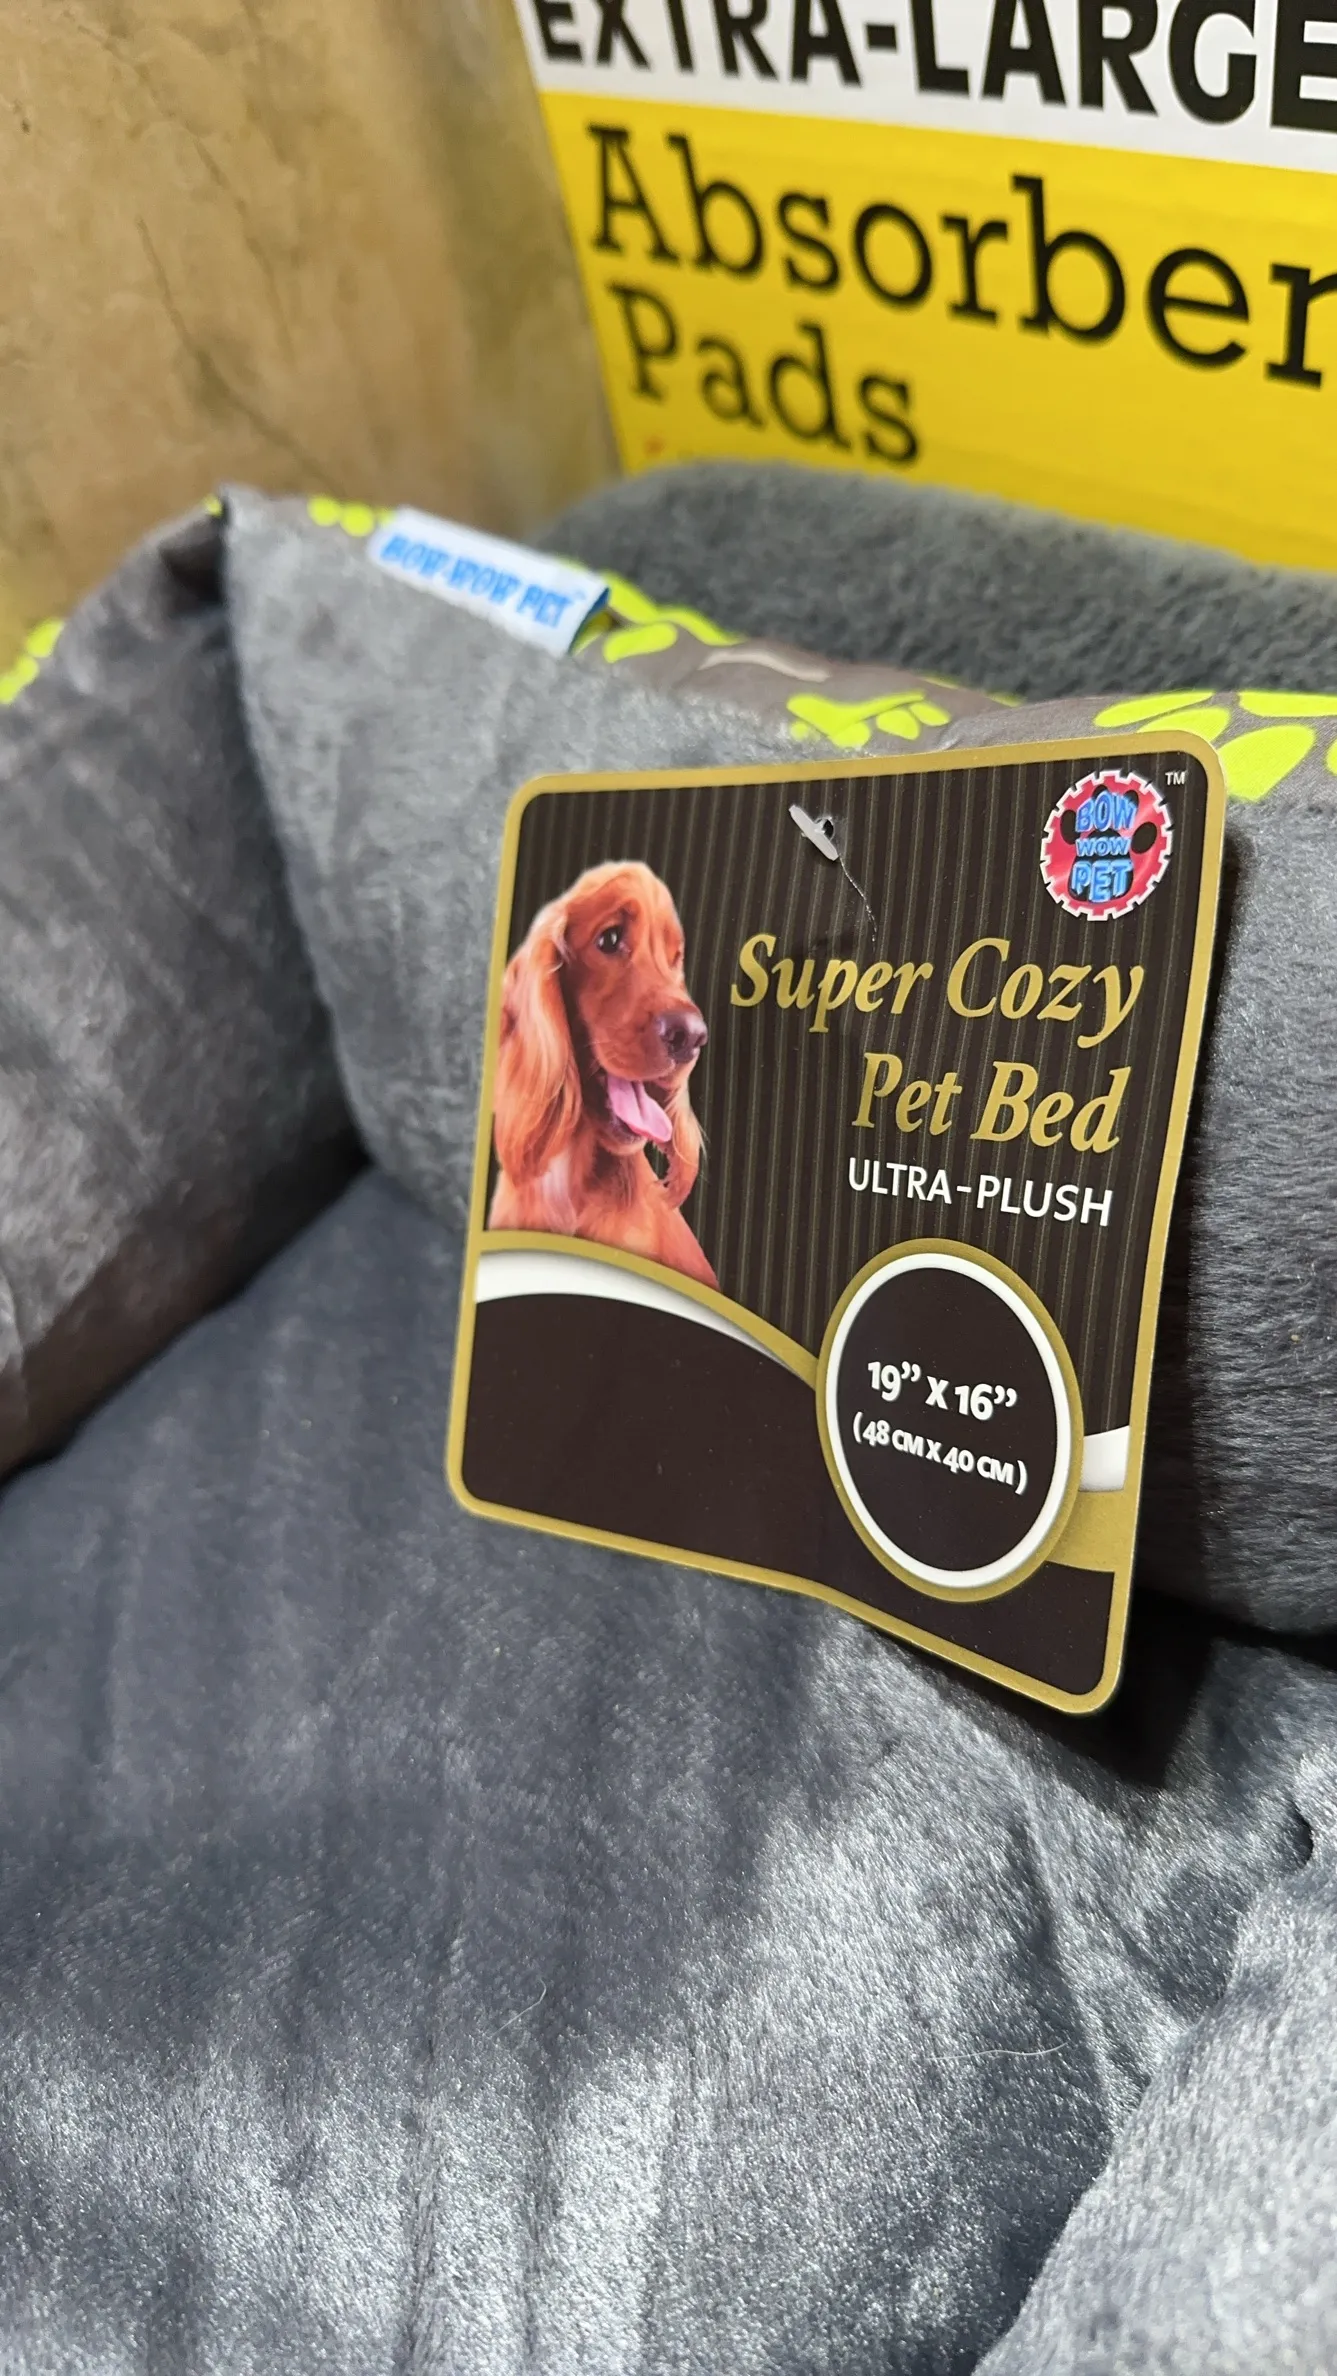 EXTRA-LARGE
Absorben
Pads
BOW-WOW PET
BOW
WOW
PET
TM
Super Cozy
Pet Bed
ULTRA-PLUSH
19” X 16”
(48 CM X 40 CM)